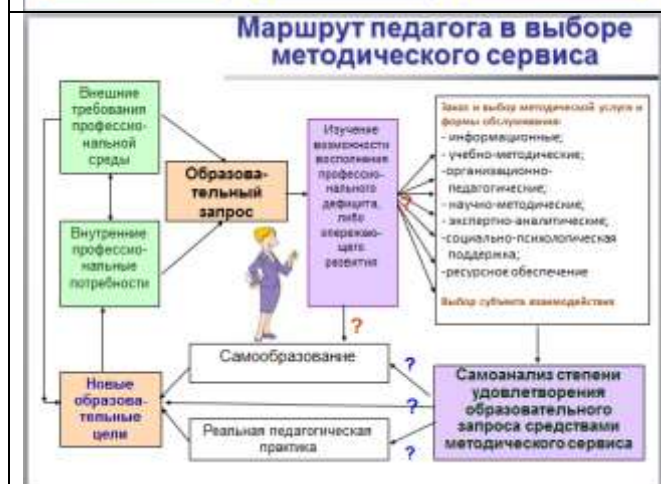 Маршрут педагога в выборе
методического сервиса
Внешние
требования
профессио-
нальной
среды
Внутренние
профессио-
нальные
потребности
Образова-
тельный
запрос
Изучение
возможности
восполнения
профессио-
нального
дефицита,
либо
опережаю-
щего
развития
?
Заказ и выбор методической услуги и
формы обслуживания:
- информационные;
- учебно-методические;
-организационно-
педагогические;
- научно-методические;
- экспертно-аналитические;
-социально-психологическая
поддержка;
-ресурсное обеспечение
Выбор субъекта взаимодействия
?
Самообразование
?
Новые
образова-
тельные
цели
?
Реальная педагогическая
практика
?
Самоанализ степени
удовлетворения
образовательного
запроса средствами
методического сервиса